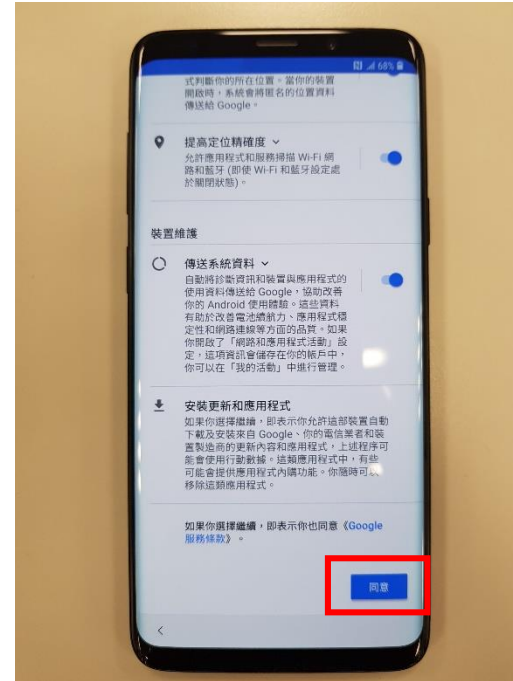 68%
式判斷你的所在位置。當你的裝置
開啟時，系統會將匿名的位置資料
傳送給 Google。
提高定位精確度
允許應用程式和服務掃描 Wi-Fi 網
路和藍牙 (即使 Wi-Fi 和藍牙設定處
於關閉狀態)。
裝置維護
傳送系統資料
自動將診斷資訊和裝置與應用程式的
使用資料傳送給 Google，協助改善
你的 Android 使用體驗。這些資料
有助於改善電池續航力、應用程式穩
定性和網路連線等方面的品質。如果
你開啟了「網路和應用程式活動」設
定，這項資訊會儲存在你的帳戶中，
你可以在「我的活動」中進行管理。
安裝更新和應用程式
如果你選擇繼續，即表示你允許這部裝置自動
下載及安裝來自 Google、你的電信業者和裝
置製造商的更新內容和應用程式，上述程序可
能會使用行動數據。這類應用程式中，有些
可能會提供應用程式內購功能。你隨時可以
移除這類應用程式。
如果你選擇繼續，即表示你也同意《Google
服務條款》。
同意